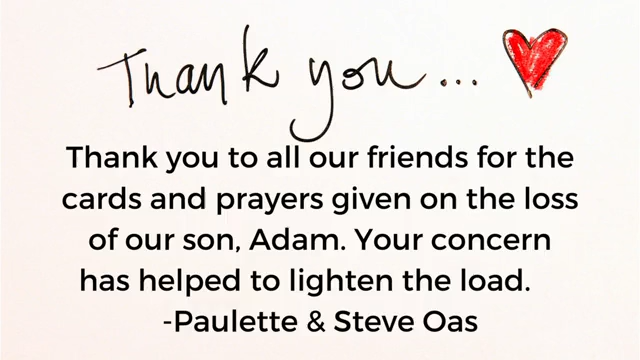 Thank you...
Thank you to all our friends for the
cards and prayers given on the loss
of our son, Adam. Your concern
has helped to lighten the load.
-Paulette & Steve Oas